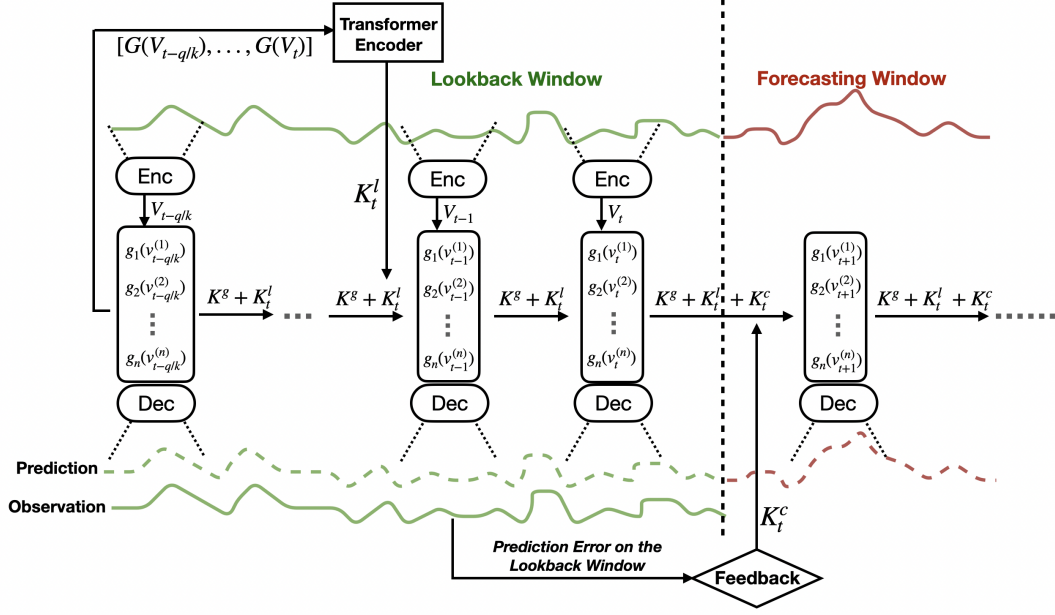 Transformer
Encoder
[G(V_{t-q/k}), . . . , G(V_t)]
Lookback Window
Forecasting Window
Enc
Enc
Enc
K_t^l
V_{t-q/k}
V_{t-1}
V_t
g_1(v_{t-q/k}^{(1)})
g_2(v_{t-q/k}^{(2)})
g_n(v_{t-q/k}^{(n)})
K^g + K_t^l
K^g + K_t^l
g_1(v_{t-1}^{(1)})
g_2(v_{t-1}^{(2)})
g_n(v_{t-1}^{(n)})
K^g + K_t^l
g_1(v_t^{(1)})
g_2(v_t^{(2)})
g_n(v_t^{(n)})
K^g + K_t^l + K_t^c
g_1(v_{t+1}^{(1)})
g_2(v_{t+1}^{(2)})
g_n(v_{t+1}^{(n)})
K^g + K_t^l + K_t^c
Dec
Dec
Dec
Dec
Prediction
Observation
K_t^c
Prediction Error on the
Lookback Window
Feedback